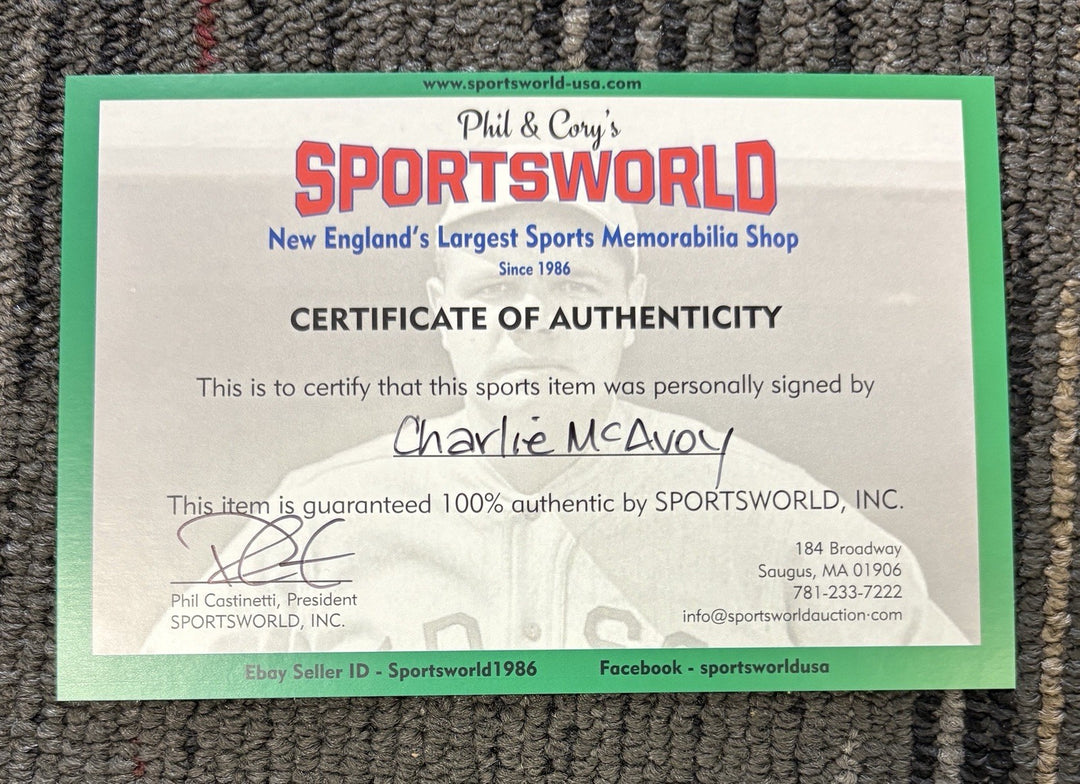 www.sportsworld-usa.com
Phil & Cory's
SPORTSWORLD
New England's Largest Sports Memorabilia Shop
Since 1986
CERTIFICATE OF AUTHENTICITY
This is to certify that this sports item was personally signed by
Charlie McAvoy
This item is guaranteed 100% authentic by SPORTSWORLD, INC.
Phil Castinetti, President
SPORTSWORLD, INC.
184 Broadway
Saugus, MA 01906
781-233-7222
info@sportsworldauction·com
Ebay Seller ID - Sportsworld1986
Facebook - sportsworldusa